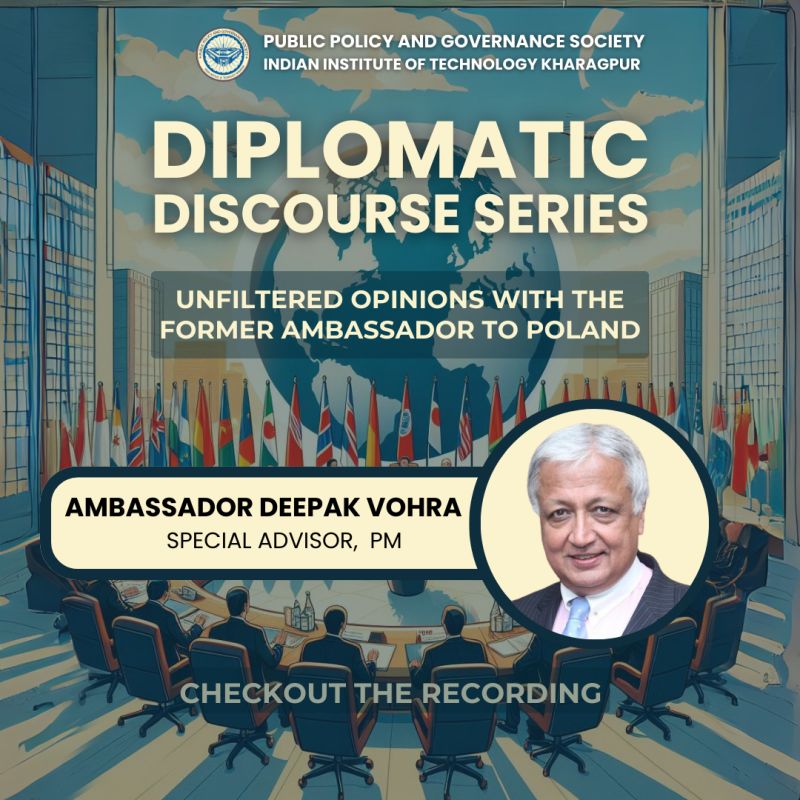 PUBLIC POLICY AND GOVERNANCE SOCIETY
INDIAN INSTITUTE OF TECHNOLOGY KHARAGPUR
DIPLOMATIC
DISCOURSE SERIES
UNFILTERED OPINIONS WITH THE
FORMER AMBASSADOR TO POLAND
AMBASSADOR DEEPAK VOHRA
SPECIAL ADVISOR, PM
CHECKOUT THE RECORDING